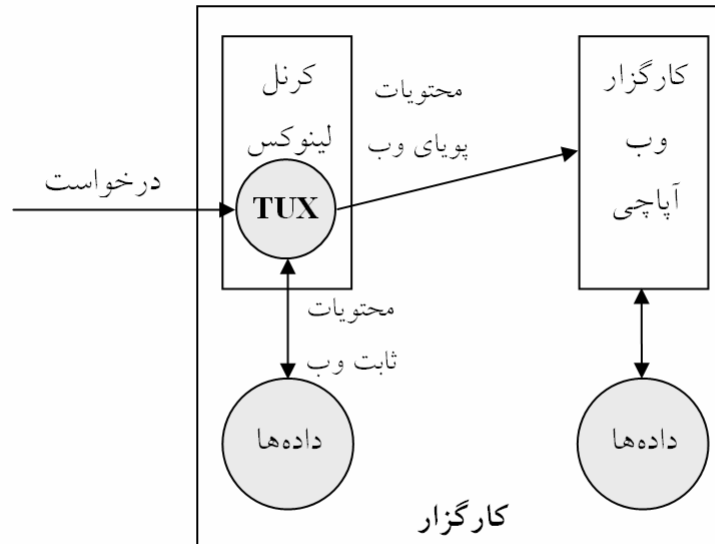 کرنل
لینوکس
TUX
محتویات
پویای وب
کارگزار
وب
آپاچی
درخواست
محتویات
ثابت وب
داده‌ها
داده‌ها
کارگزار